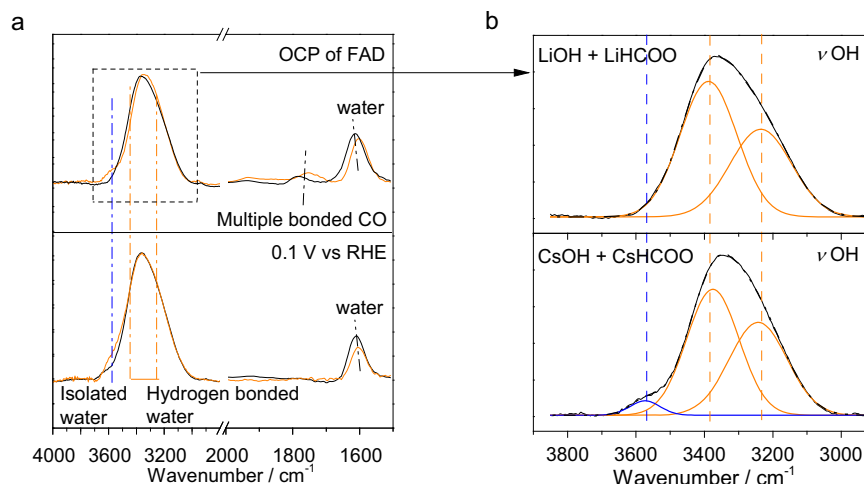 a
OCP of FAD
water
Multiple bonded CO
0.1 V vs RHE
water
Isolated
water
Hydrogen bonded
water
4000 3600 3200 2000 1800 1600
Wavenumber / cm⁻¹
b
LiOH + LiHCOO
ν OH
CsOH + CsHCOO
ν OH
3800 3600 3400 3200 3000
Wavenumber / cm⁻¹